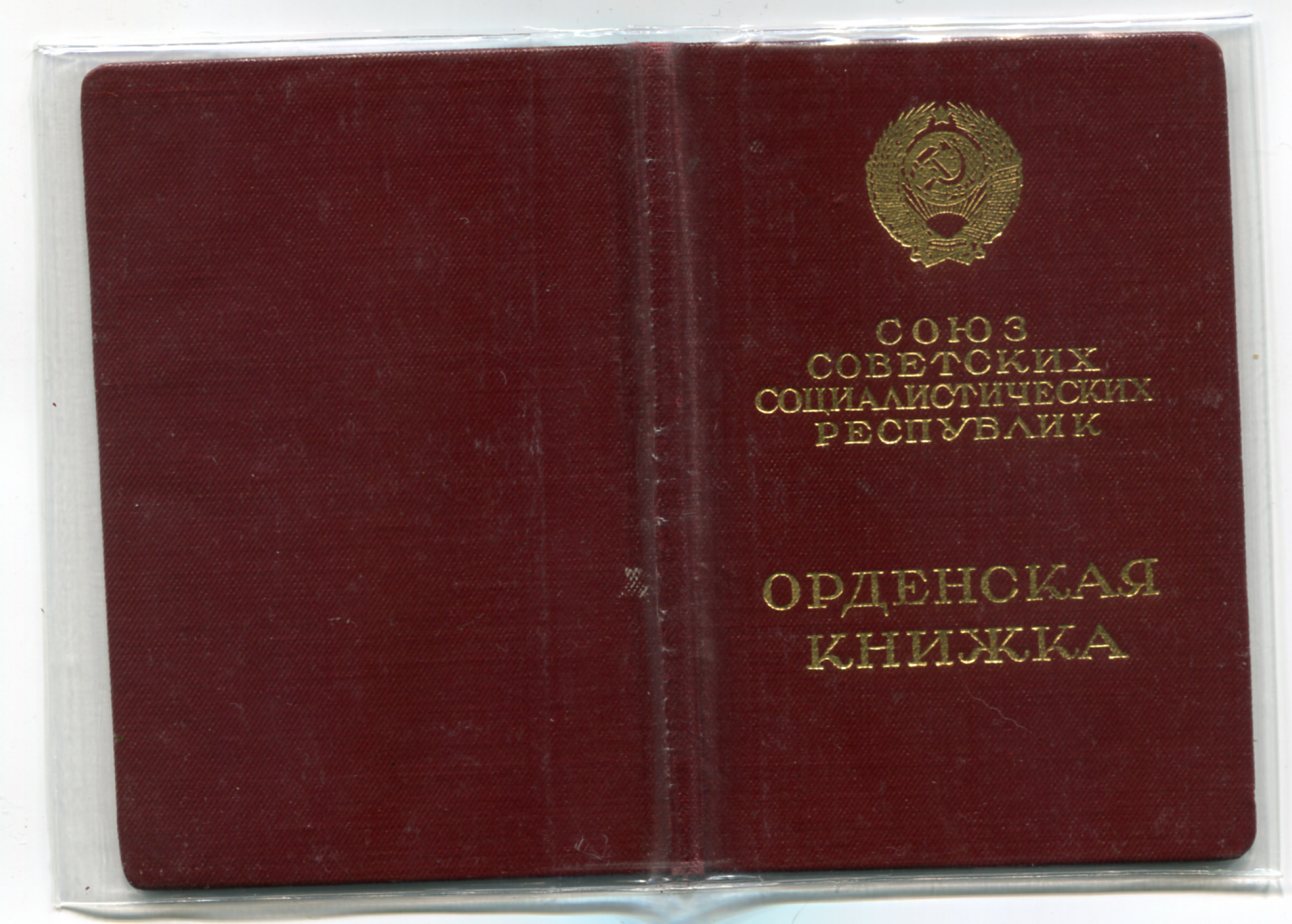 СОЮЗ
СОВЕТСКИХ
СОЦИАЛИСТИЧЕСКИХ
РЕСПУБЛИК
ОРДЕНСКАЯ
КНИЖКА